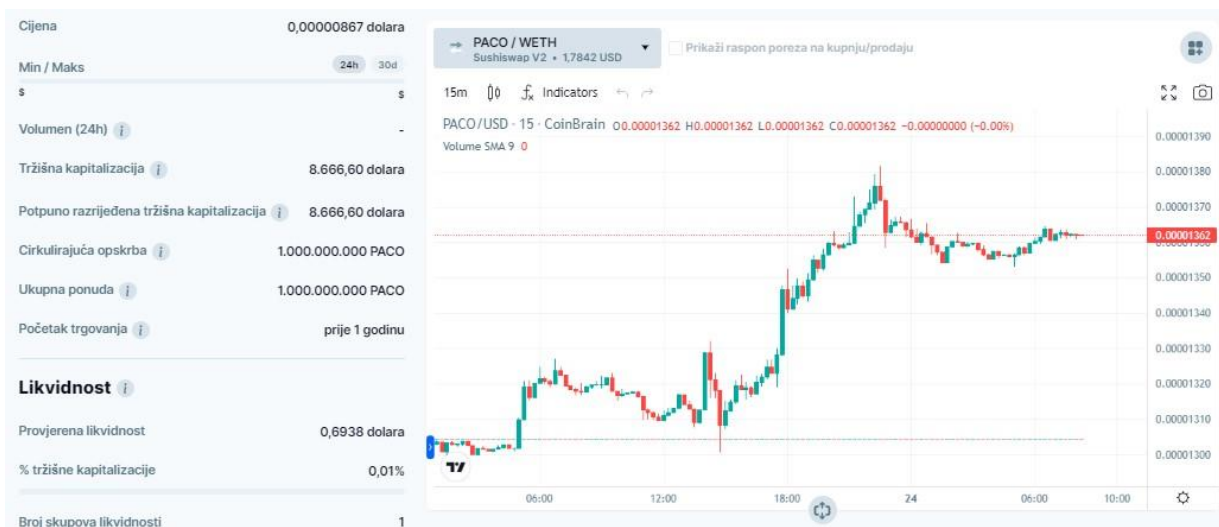 Cijena 0,00000867 dolara
Min / Maks 24h 30d
$ $
Volumen (24h) i -
Tržišna kapitalizacija i 8.666,60 dolara
Potpuno razrijeđena tržišna kapitalizacija i 8.666,60 dolara
Cirkulirajuća opskrba i 1.000.000.000 PACO
Ukupna ponuda i 1.000.000.000 PACO
Početak trgovanja i prije 1 godinu
Likvidnost i
Provjerena likvidnost 0,6938 dolara
% tržišne kapitalizacije 0,01%
Broj skupova likvidnosti 1
PACO / WETH
Sushiswap V2 • 1,7842 USD
Prikaži raspon poreza na kupnju/prodaju
15m fx Indicators
PACO/USD · 15 · CoinBrain O0.00001362 H0.00001362 L0.00001362 C0.00001362 −0.00000000 (−0.00%)
Volume SMA 9 0
0.00001390
0.00001380
0.00001370
0.00001362
0.00001350
0.00001340
0.00001330
0.00001320
0.00001310
0.00001300
06:00 12:00 18:00 24 06:00 10:00